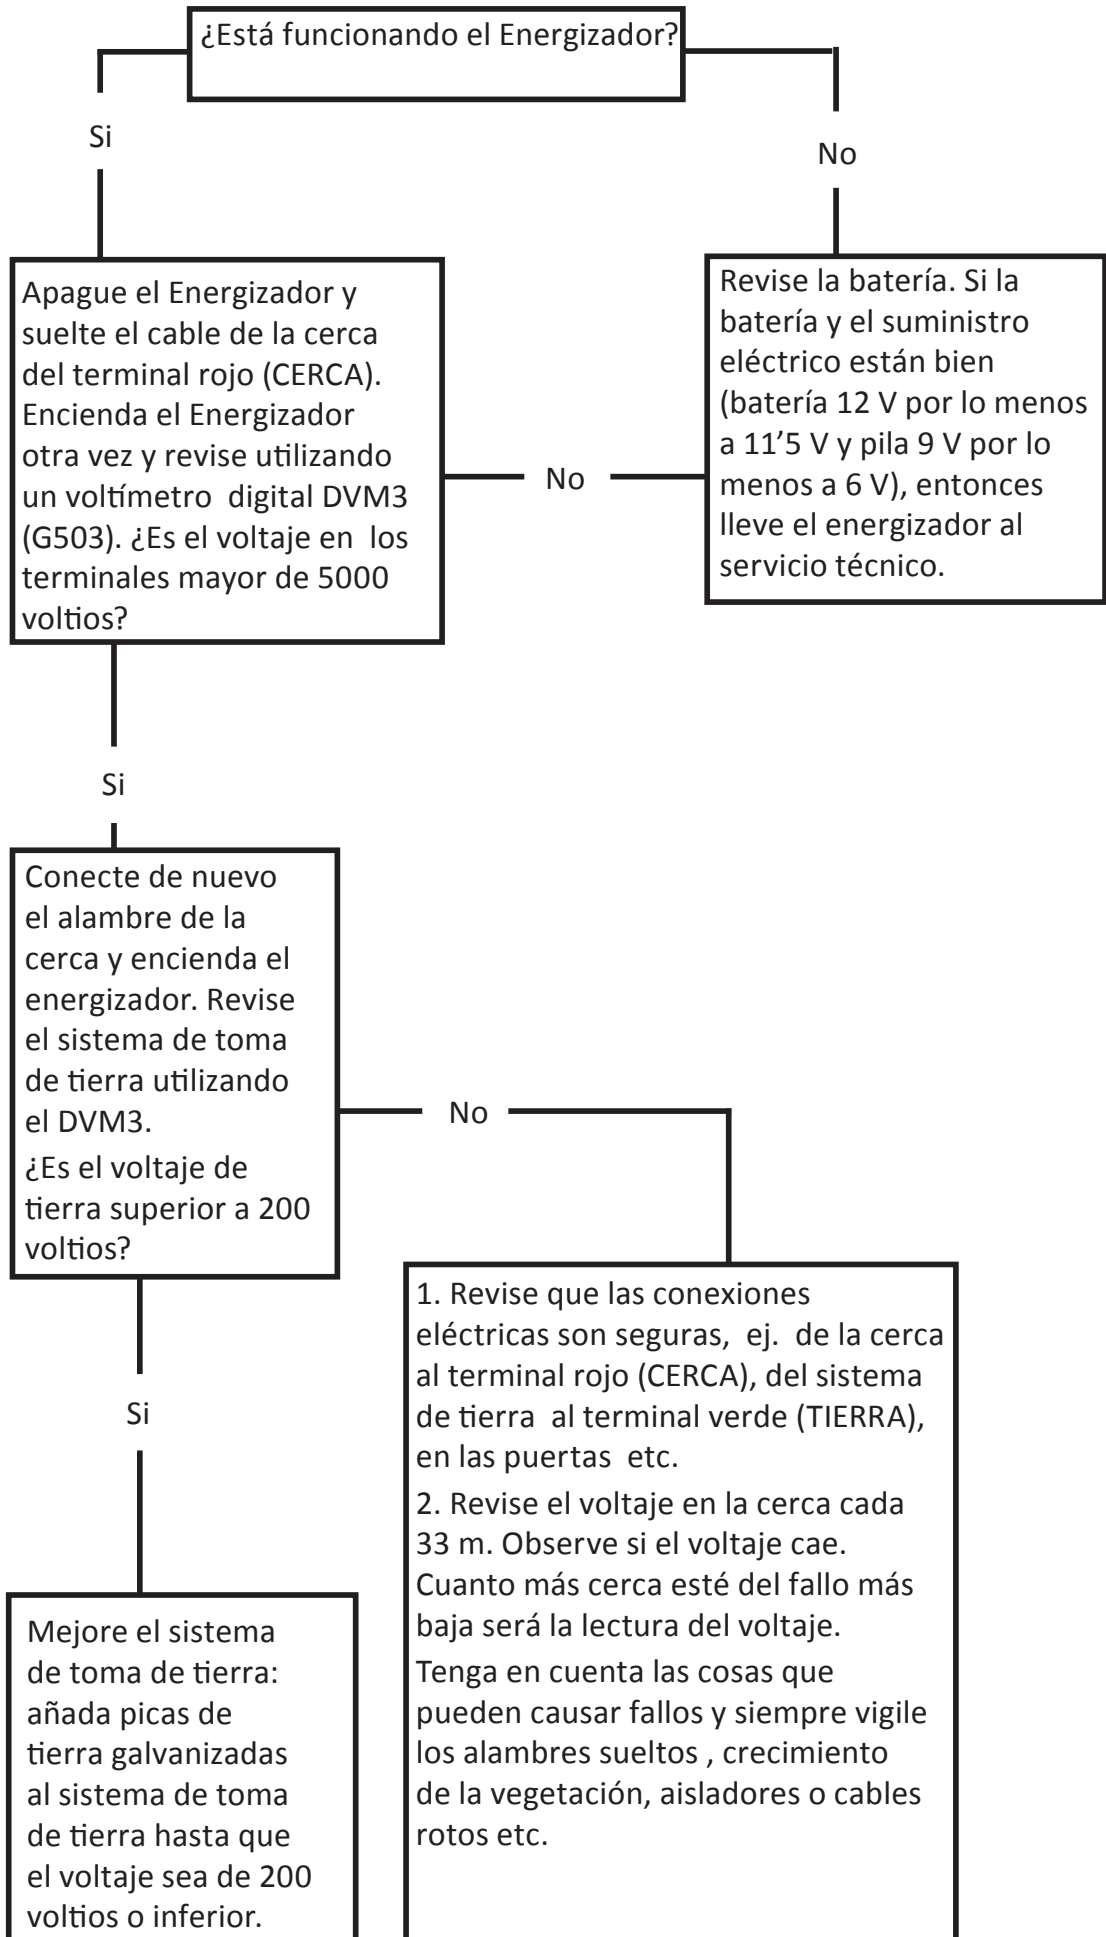 ¿Está funcionando el Energizador?
Si
No
Apague el Energizador y
suelte el cable de la cerca
del terminal rojo (CERCA).
Encienda el Energizador
otra vez y revise utilizando
un voltímetro digital DVM3
(G503). ¿Es el voltaje en los
terminales mayor de 5000
voltios?
No
Revise la batería. Si la
batería y el suministro
eléctrico están bien
(batería 12 V por lo menos
a 11’5 V y pila 9 V por lo
menos a 6 V), entonces
lleve el energizador al
servicio técnico.
Si
Conecte de nuevo
el alambre de la
cerca y encienda el
energizador. Revise
el sistema de toma
de tierra utilizando
el DVM3.
¿Es el voltaje de
tierra superior a 200
voltios?
No
Si
1. Revise que las conexiones
eléctricas son seguras, ej. de la cerca
al terminal rojo (CERCA), del sistema
de tierra al terminal verde (TIERRA),
en las puertas etc.
2. Revise el voltaje en la cerca cada
33 m. Observe si el voltaje cae.
Cuanto más cerca esté del fallo más
baja será la lectura del voltaje.
Tenga en cuenta las cosas que
pueden causar fallos y siempre vigile
los alambres sueltos , crecimiento
de la vegetación, aisladores o cables
rotos etc.
Mejore el sistema
de toma de tierra:
añada picas de
tierra galvanizadas
al sistema de toma
de tierra hasta que
el voltaje sea de 200
voltios o inferior.